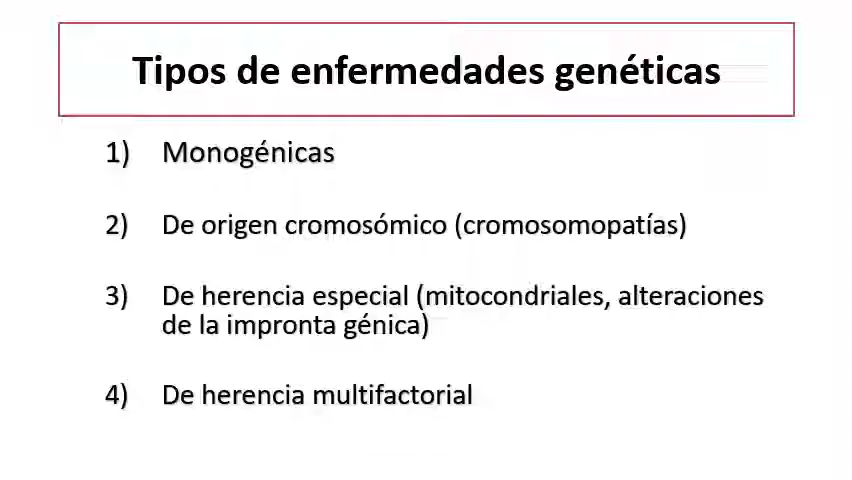 Tipos de enfermedades genéticas
1) Monogénicas
2) De origen cromosómico (cromosomopatías)
3) De herencia especial (mitocondriales, alteraciones
de la impronta génica)
4) De herencia multifactorial